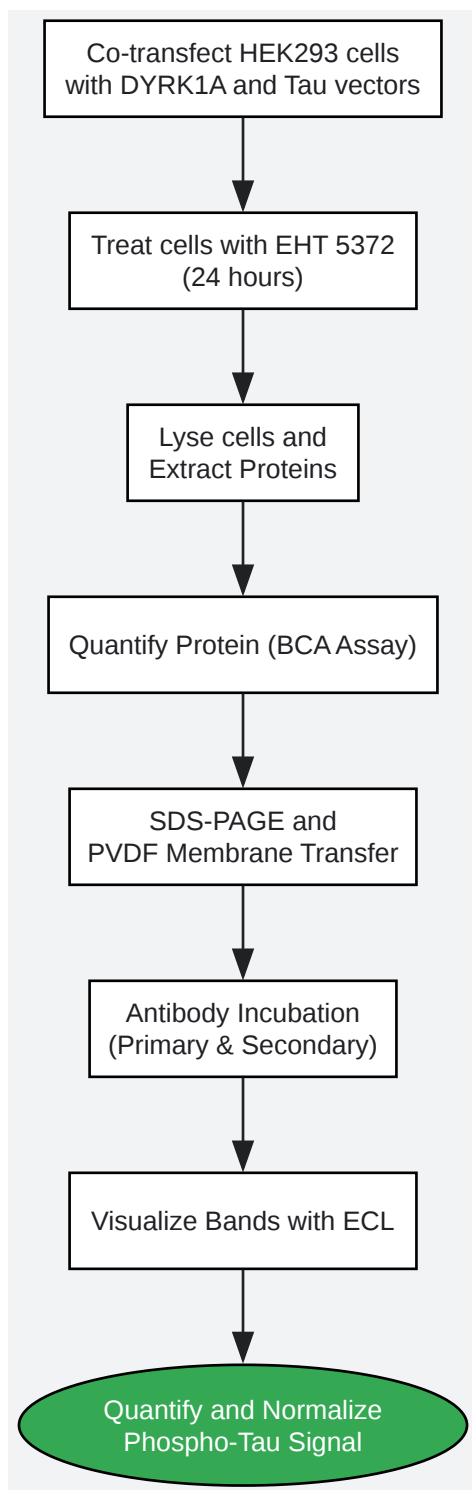 Co-transfect HEK293 cells
with DYRK1A and Tau vectors
Treat cells with EHT 5372
(24 hours)
Lyse cells and
Extract Proteins
Quantify Protein (BCA Assay)
SDS-PAGE and
PVDF Membrane Transfer
Antibody Incubation
(Primary & Secondary)
Visualize Bands with ECL
Quantify and Normalize
Phospho-Tau Signal